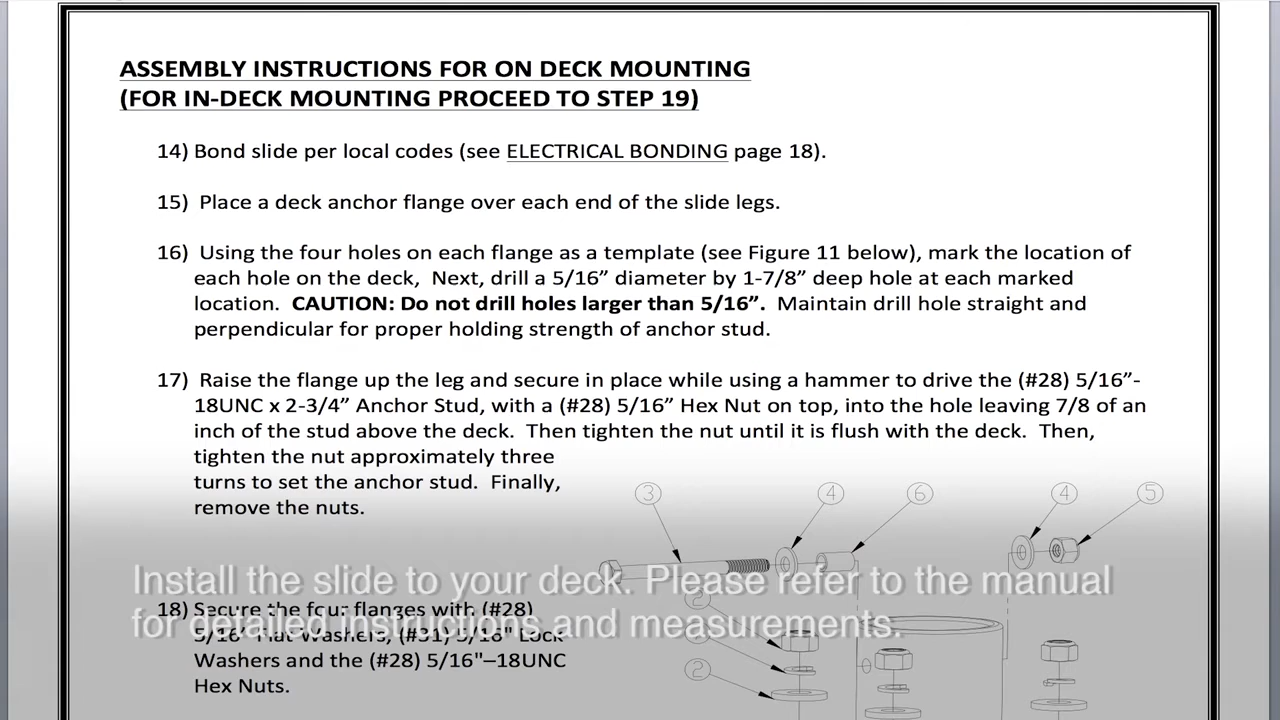 ASSEMBLY INSTRUCTIONS FOR ON DECK MOUNTING
(FOR IN-DECK MOUNTING PROCEED TO STEP 19)
14) Bond slide per local codes (see ELECTRICAL BONDING page 18).
15) Place a deck anchor flange over each end of the slide legs.
16) Using the four holes on each flange as a template (see Figure 11 below), mark the location of
each hole on the deck, Next, drill a 5/16” diameter by 1-7/8” deep hole at each marked
location. CAUTION: Do not drill holes larger than 5/16”. Maintain drill hole straight and
perpendicular for proper holding strength of anchor stud.
17) Raise the flange up the leg and secure in place while using a hammer to drive the (#28) 5/16”-
18UNC x 2-3/4” Anchor Stud, with a (#28) 5/16” Hex Nut on top, into the hole leaving 7/8 of an
inch of the stud above the deck. Then tighten the nut until it is flush with the deck. Then,
tighten the nut approximately three
turns to set the anchor stud. Finally,
remove the nuts.
3 4 6 4 5
Install the slide to your deck. Please refer to the manual
for detailed instructions and measurements.
18) Secure the four flanges with (#28)
5/16” Flat Washers, (#31) 5/16" Lock
Washers and the (#28) 5/16"–18UNC
Hex Nuts.
2
2